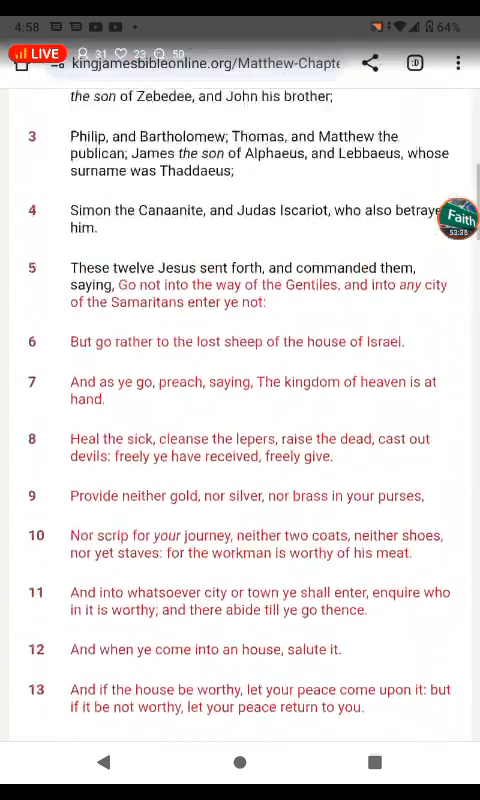 4:58 64%
LIVE 31 23 50
kingjamesbibleonline.org/Matthew-Chapte :D
the son of Zebedee, and John his brother;
3 Philip, and Bartholomew; Thomas, and Matthew the
publican; James the son of Alphaeus, and Lebbaeus, whose
surname was Thaddaeus;
4 Simon the Canaanite, and Judas Iscariot, who also betraye
him.
Faith
53:35
5 These twelve Jesus sent forth, and commanded them,
saying, Go not into the way of the Gentiles, and into any city
of the Samaritans enter ye not:
6 But go rather to the lost sheep of the house of Israel.
7 And as ye go, preach, saying, The kingdom of heaven is at
hand.
8 Heal the sick, cleanse the lepers, raise the dead, cast out
devils: freely ye have received, freely give.
9 Provide neither gold, nor silver, nor brass in your purses,
10 Nor scrip for your journey, neither two coats, neither shoes,
nor yet staves: for the workman is worthy of his meat.
11 And into whatsoever city or town ye shall enter, enquire who
in it is worthy; and there abide till ye go thence.
12 And when ye come into an house, salute it.
13 And if the house be worthy, let your peace come upon it: but
if it be not worthy, let your peace return to you.